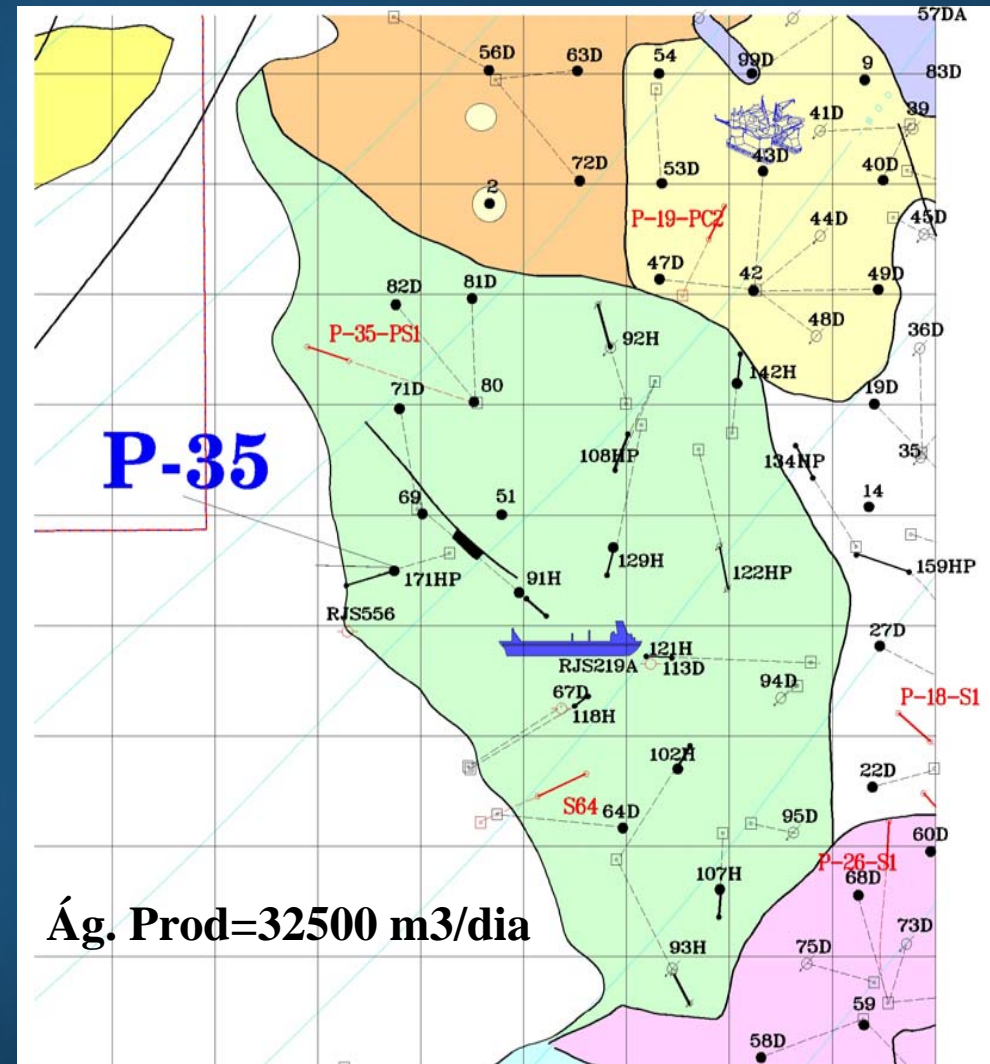 57DA
56D 63D 54 99D 9 83D
41D 39
72D 53D 43D 40D
2
P-19-PC2 44D 45D
82D 81D 47D 42 49D
P-35-PS1 92H 48D 36D
71D 80 142H 19D
P-35 108HP 134HP 35
69 51 14
171HP 91H 129H 122HP 159HP
RJS556 27D
RJS219A 121H
113D
67D 94D P-18-S1
118H
102H 22D
S64 64D 95D 60D
P-26-S1
107H 68D
Ág. Prod=32500 m3/dia
93H 75D 73D
59
58D